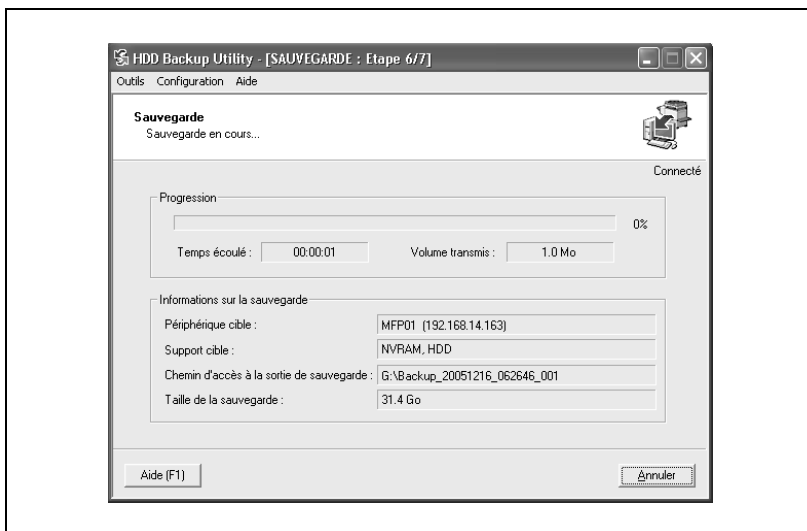 HDD Backup Utility - [SAUVEGARDE : Etape 6/7]
Outils Configuration Aide
Sauvegarde
Sauvegarde en cours...
Connecté
Progression
0%
Temps écoulé : 00:00:01 Volume transmis : 1.0 Mo
Informations sur la sauvegarde
Périphérique cible : MFP01 (192.168.14.163)
Support cible : NVRAM, HDD
Chemin d'accès à la sortie de sauvegarde : G:\Backup_20051216_062646_001
Taille de la sauvegarde : 31.4 Go
Aide (F1) Annuler